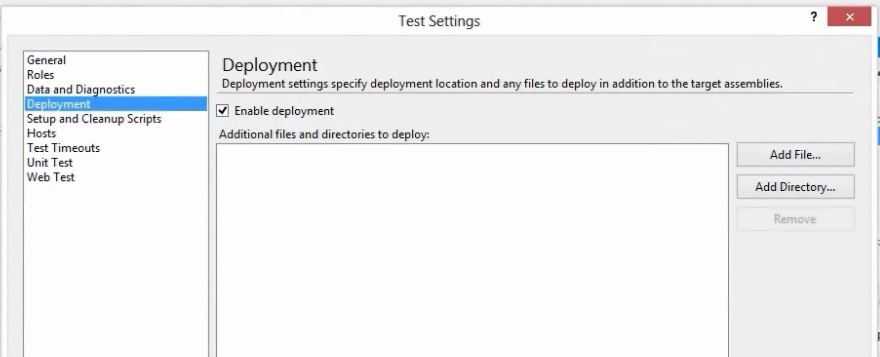 Test Settings
?
General
Roles
Data and Diagnostics
Deployment
Setup and Cleanup Scripts
Hosts
Test Timeouts
Unit Test
Web Test
Deployment
Deployment settings specify deployment location and any files to deploy in addition to the target assemblies.
Enable deployment
Additional files and directories to deploy:
Add File...
Add Directory...
Remove